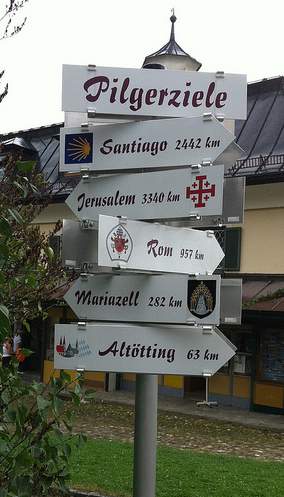 Pilgerziele
Santiago 2442 km
Jerusalem 3340 km
Rom 957 km
Mariazell 282 km
Altötting 63 km